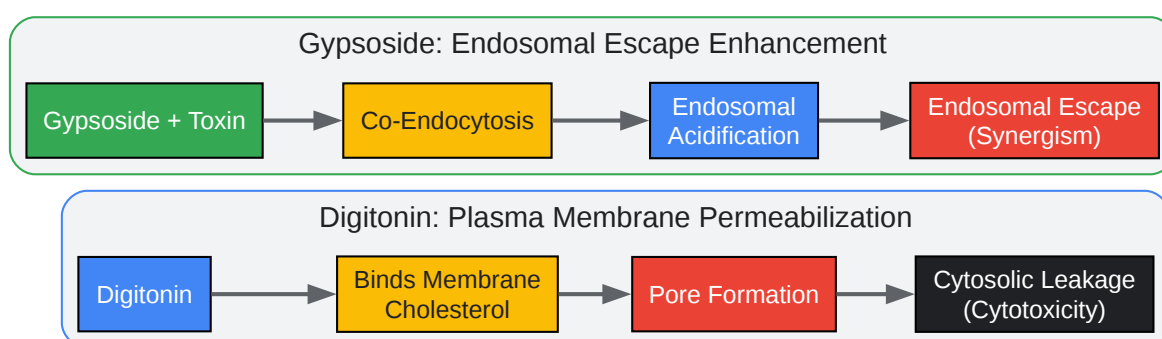 Gypsoside: Endosomal Escape Enhancement
Gypsoside + Toxin
Co-Endocytosis
Endosomal
Acidification
Endosomal Escape
(Synergism)
Digitonin: Plasma Membrane Permeabilization
Digitonin
Binds Membrane
Cholesterol
Pore Formation
Cytosolic Leakage
(Cytotoxicity)